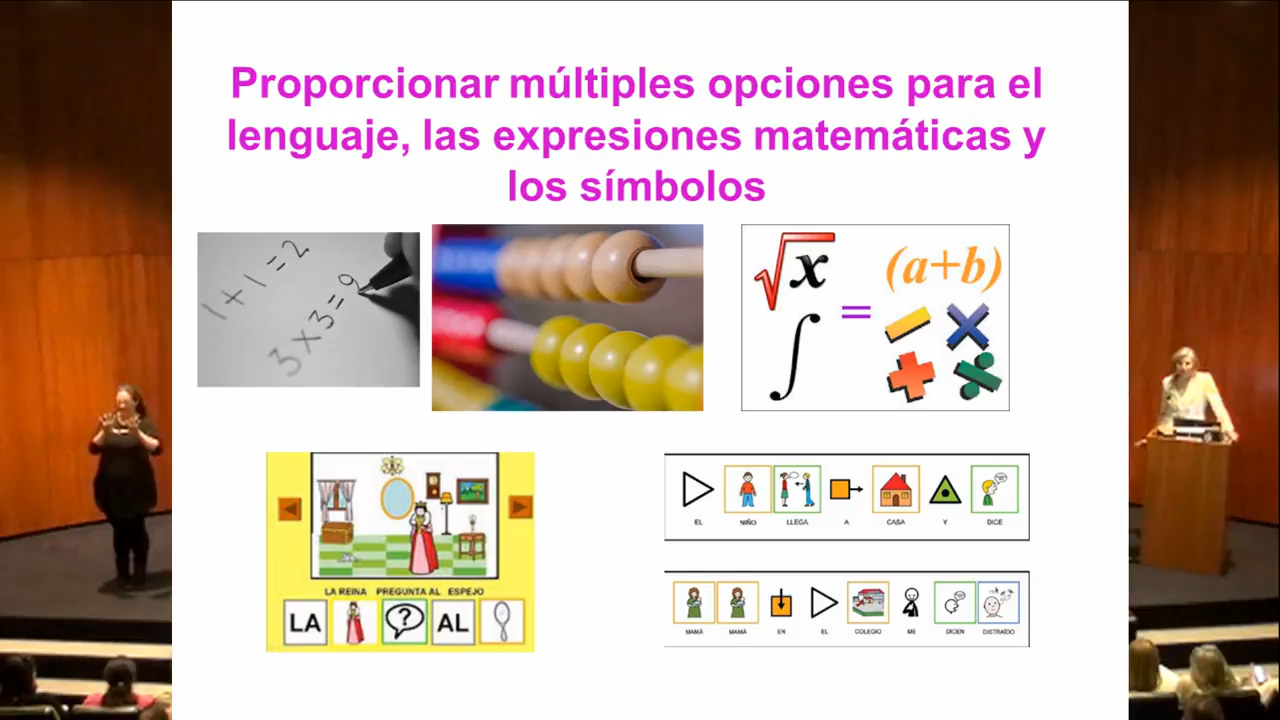 Proporcionar múltiples opciones para el
lenguaje, las expresiones matemáticas y
los símbolos
1+1=2
3x3=9
√x
=
(a+b)
∫
LA REINA PREGUNTA AL ESPEJO
LA
?
AL
EL NIÑO LLEGA A CASA Y DICE
MAMÁ MAMÁ EN EL COLEGIO ME DICEN DISTRAÍDO